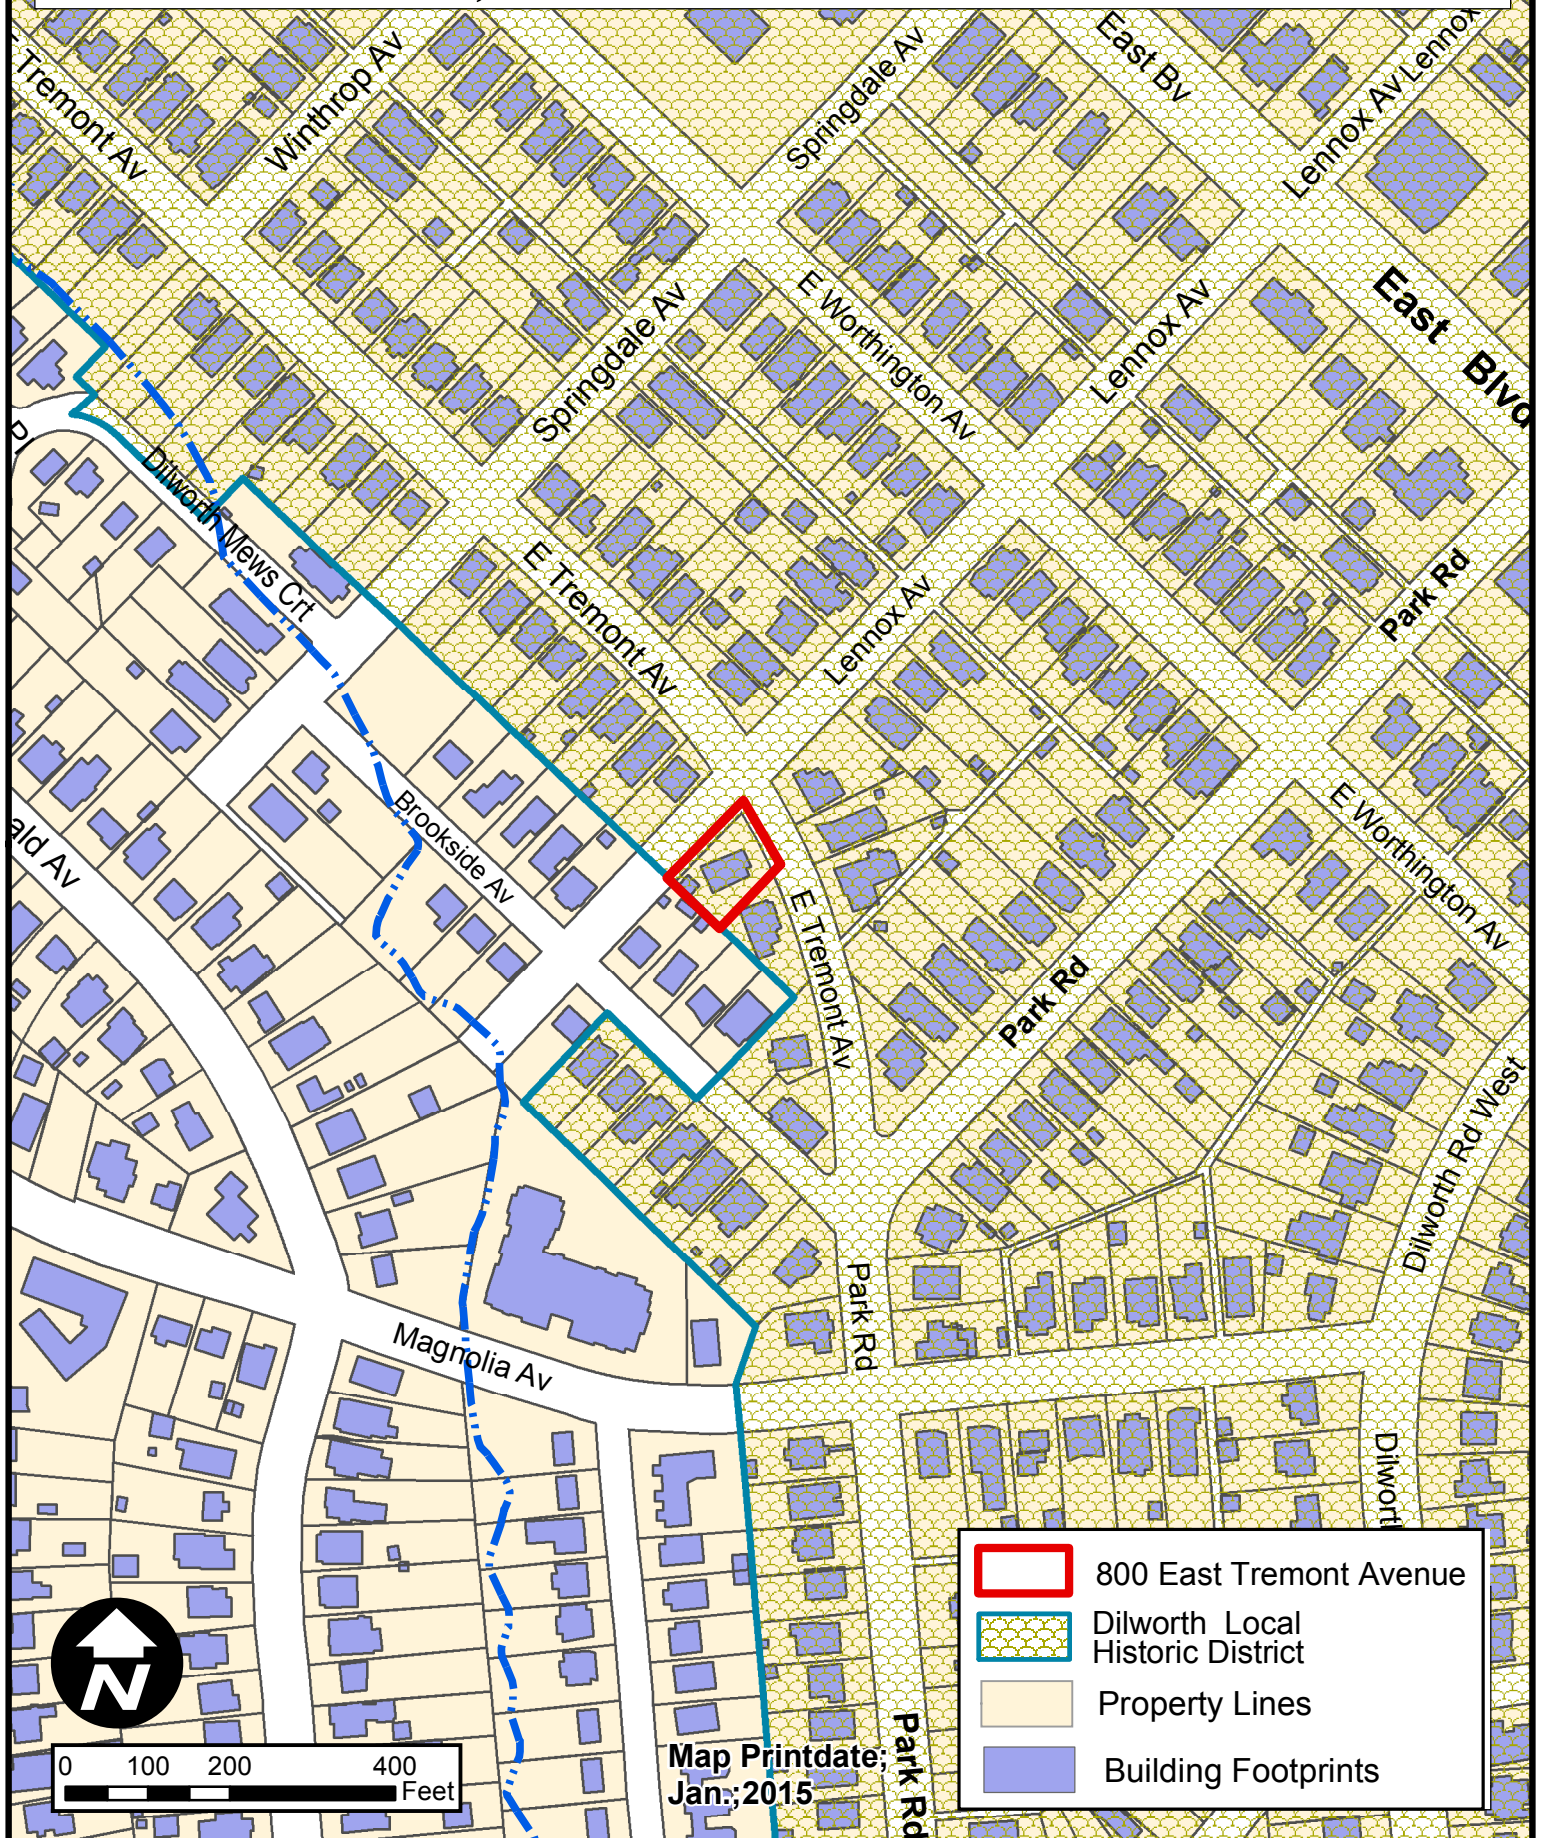 E Tremont Av
Winthrop Av
Springdale Av
East Bv
Lennox Av
Lennox
East Blvd
E Worthington Av
Lennox Av
Springdale Av
Pl
Dilworth Mews Crt
E Tremont Av
Lennox Av
Park Rd
E Worthington Av
Brookside Av
ald Av
E Tremont Av
Park Rd
Dilworth Rd West
Park Rd
Magnolia Av
Dilworth
800 East Tremont Avenue
Dilworth Local
Historic District
Property Lines
Building Footprints
N
0 100 200 400
Feet
Map Printdate;
Jan.;2015
Park Rd